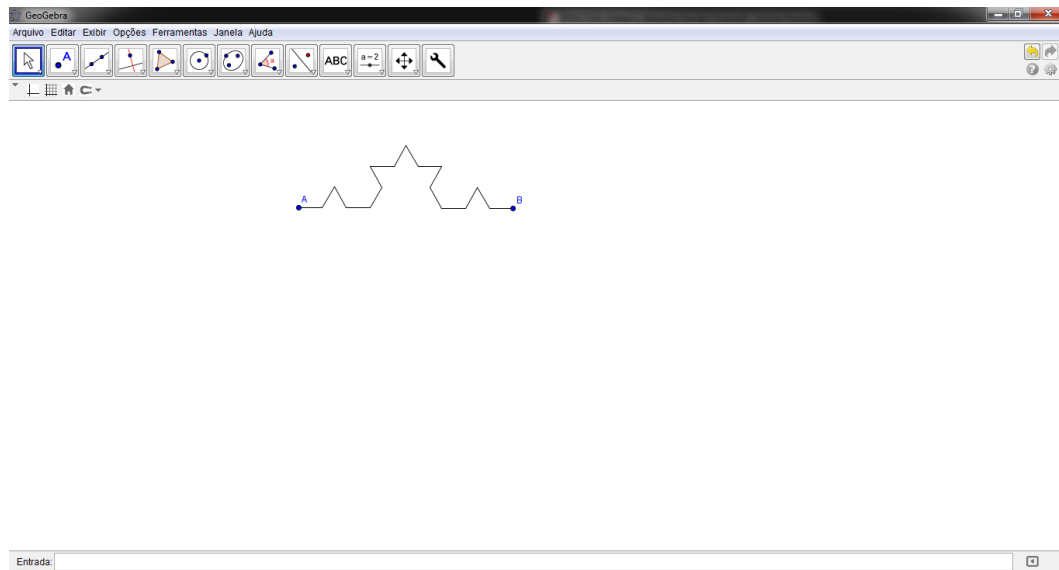 GeoGebra
Arquivo Editar Exibir Opções Ferramentas Janela Ajuda
A ABC a=2
A B
Entrada: